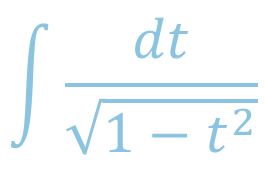 ∫ dt / √(1 − t²)